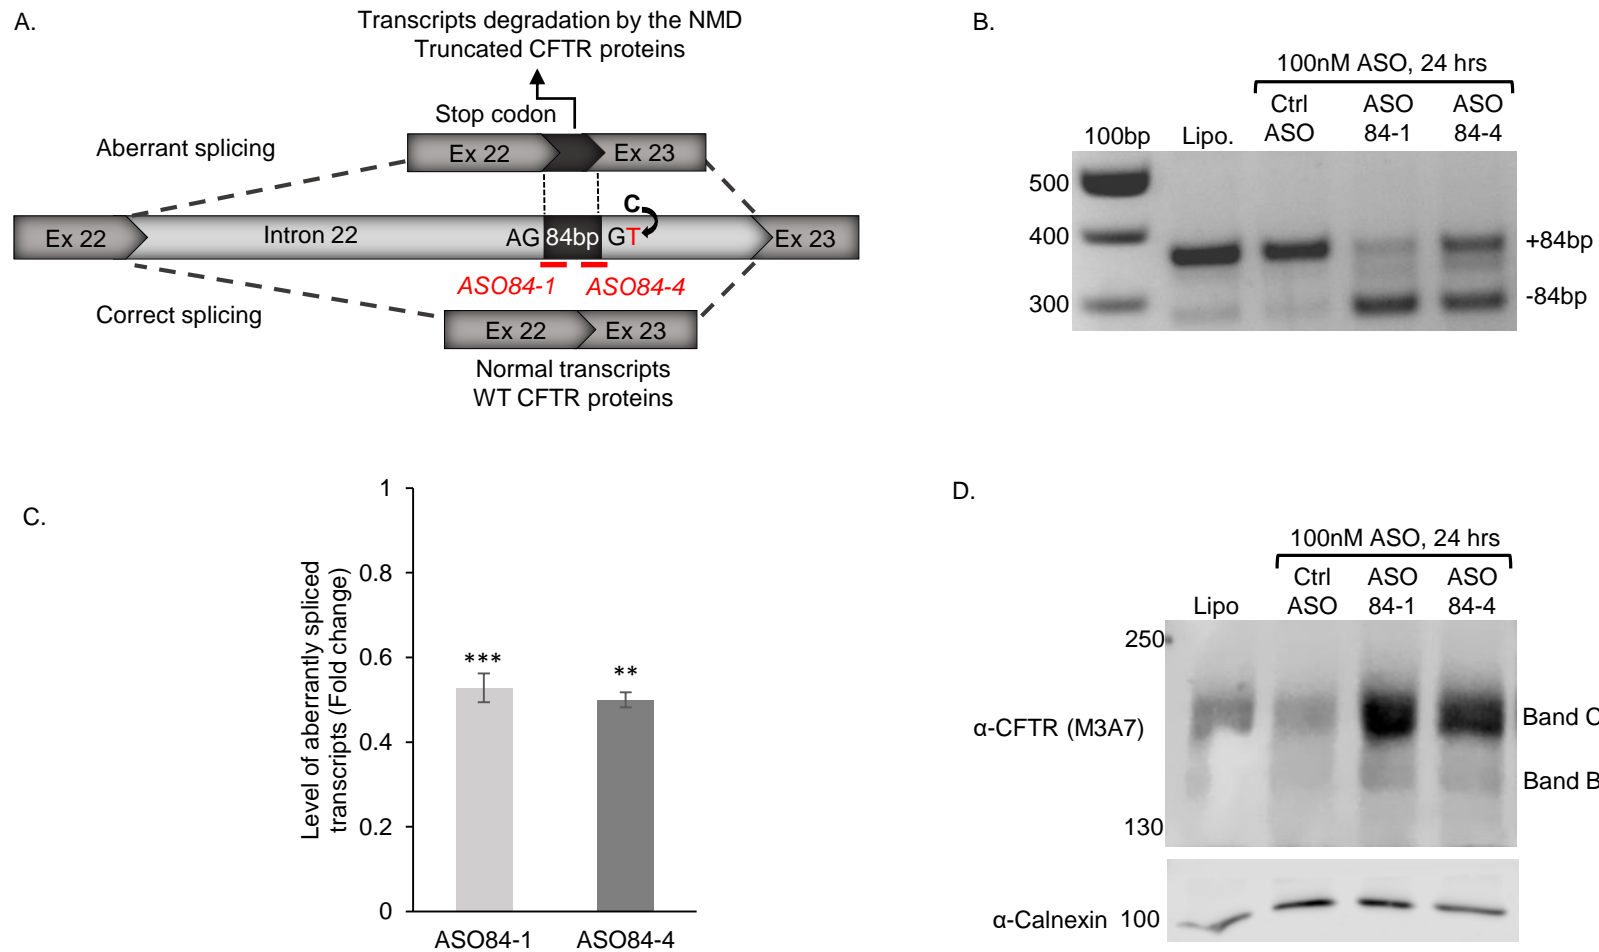 A.
Transcripts degradation by the NMD
Truncated CFTR proteins
Stop codon
Aberrant splicing
Ex 22
Ex 23
C
Ex 22
Intron 22
AG
84bp
GT
Ex 23
ASO84-1
ASO84-4
Correct splicing
Ex 22
Ex 23
Normal transcripts
WT CFTR proteins
B.
100nM ASO, 24 hrs
100bp
Lipo.
Ctrl
ASO
ASO
84-1
ASO
84-4
500
400
300
+84bp
-84bp
C.
Level of aberrantly spliced
transcripts (Fold change)
1
0.8
0.6
0.4
0.2
0
***
**
ASO84-1
ASO84-4
D.
100nM ASO, 24 hrs
Lipo
Ctrl
ASO
ASO
84-1
ASO
84-4
250
α-CFTR (M3A7)
130
Band C
Band B
α-Calnexin
100